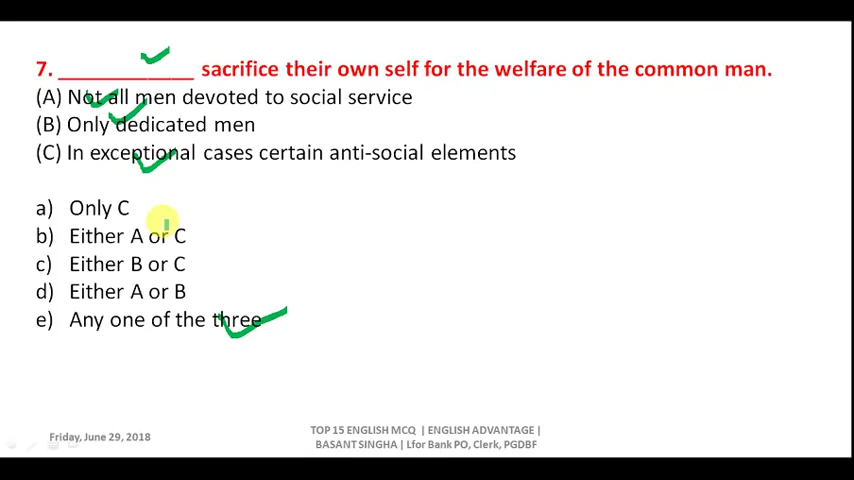 7. _____________ sacrifice their own self for the welfare of the common man.
(A) Not all men devoted to social service
(B) Only dedicated men
(C) In exceptional cases certain anti-social elements
a) Only C
b) Either A or C
c) Either B or C
d) Either A or B
e) Any one of the three
Friday, June 29, 2018
TOP 15 ENGLISH MCQ | ENGLISH ADVANTAGE |
BASANT SINGHA | Lfor Bank PO, Clerk, PGDBF